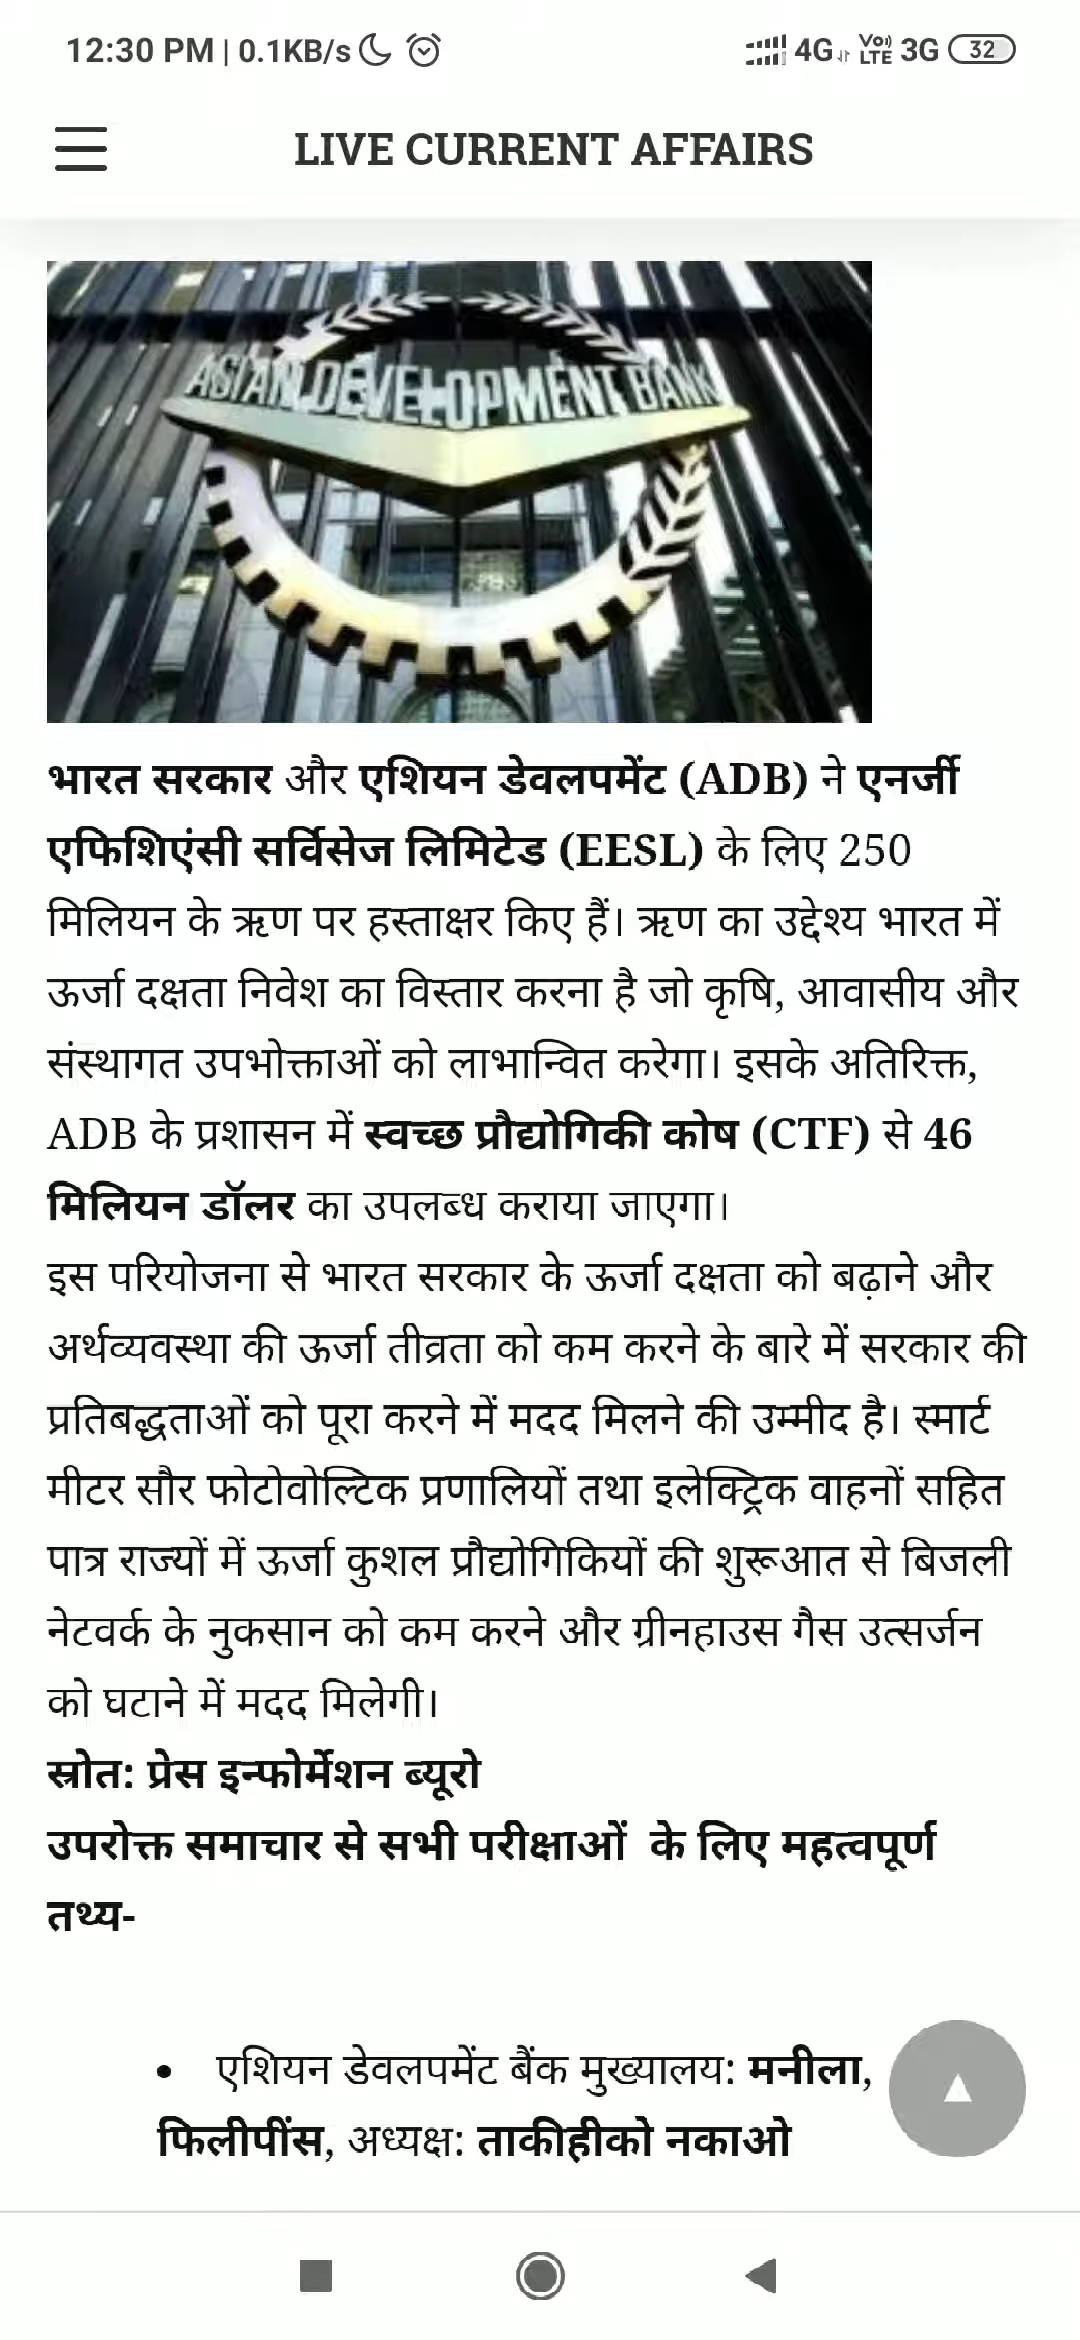 12:30 PM | 0.1KB/s 4G VoLTE 3G 32
LIVE CURRENT AFFAIRS
ASIAN DEVELOPMENT BANK
भारत सरकार और एशियन डेवलपमेंट (ADB) ने एनर्जी
एफिशिएंसी सर्विसेज लिमिटेड (EESL) के लिए 250
मिलियन के ऋण पर हस्ताक्षर किए हैं। ऋण का उद्देश्य भारत में
ऊर्जा दक्षता निवेश का विस्तार करना है जो कृषि, आवासीय और
संस्थागत उपभोक्ताओं को लाभान्वित करेगा। इसके अतिरिक्त,
ADB के प्रशासन में स्वच्छ प्रौद्योगिकी कोष (CTF) से 46
मिलियन डॉलर का उपलब्ध कराया जाएगा।
इस परियोजना से भारत सरकार के ऊर्जा दक्षता को बढ़ाने और
अर्थव्यवस्था की ऊर्जा तीव्रता को कम करने के बारे में सरकार की
प्रतिबद्धताओं को पूरा करने में मदद मिलने की उम्मीद है। स्मार्ट
मीटर सौर फोटोवोल्टिक प्रणालियों तथा इलेक्ट्रिक वाहनों सहित
पात्र राज्यों में ऊर्जा कुशल प्रौद्योगिकियों की शुरूआत से बिजली
नेटवर्क के नुकसान को कम करने और ग्रीनहाउस गैस उत्सर्जन
को घटाने में मदद मिलेगी।
स्रोत: प्रेस इन्फोर्मेशन ब्यूरो
उपरोक्त समाचार से सभी परीक्षाओं के लिए महत्वपूर्ण
तथ्य-
• एशियन डेवलपमेंट बैंक मुख्यालय: मनीला,
फिलीपींस, अध्यक्ष: ताकीहीको नकाओ